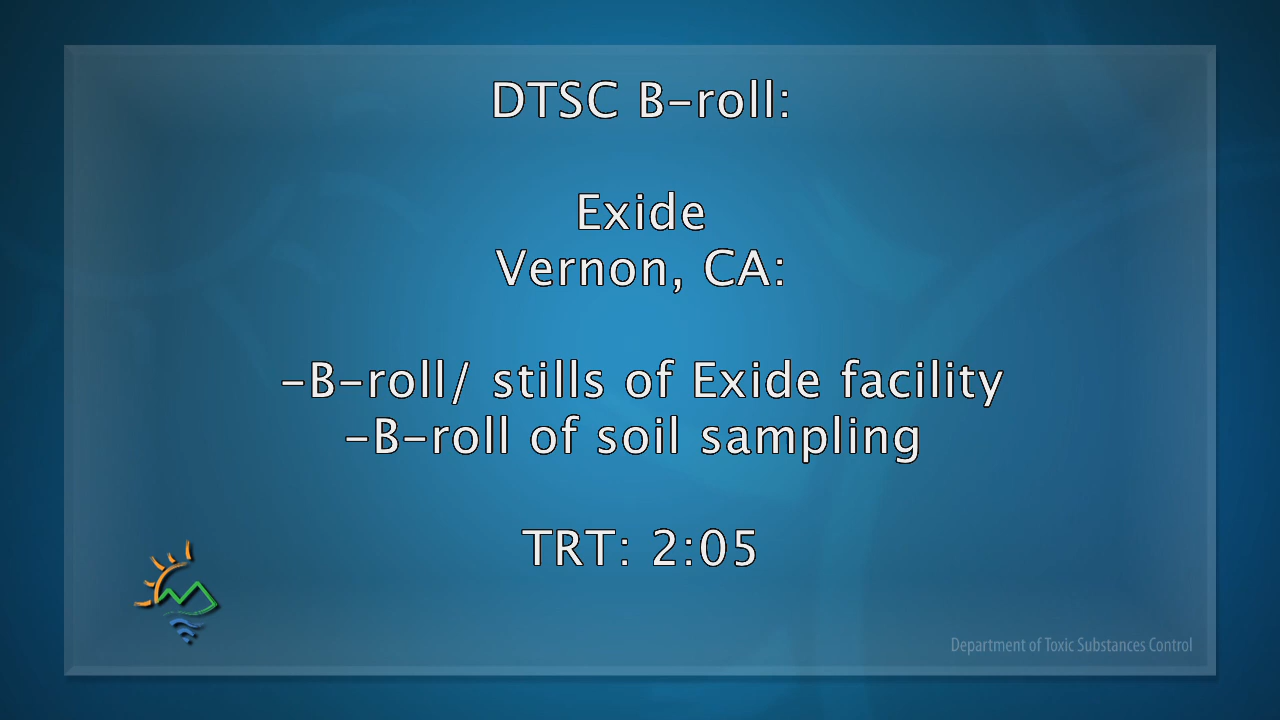 DTSC B-roll:
Exide
Vernon, CA:
-B-roll/ stills of Exide facility
-B-roll of soil sampling
TRT: 2:05
Department of Toxic Substances Control